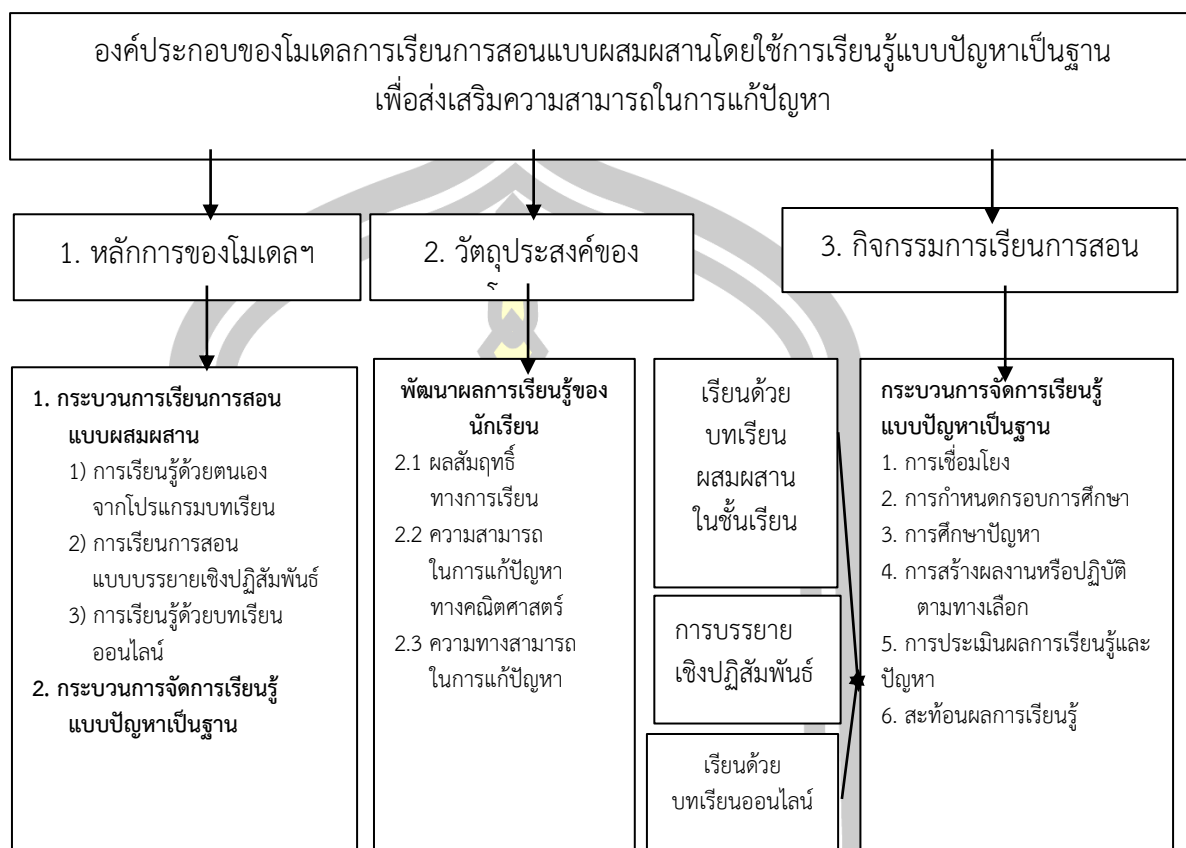 องค์ประกอบของโมเดลการเรียนการสอนแบบผสมผสานโดยใช้การเรียนรู้แบบปัญหาเป็นฐาน
เพื่อส่งเสริมความสามารถในการแก้ปัญหา
1. หลักการของโมเดลฯ
2. วัตถุประสงค์ของ
3. กิจกรรมการเรียนการสอน
1. กระบวนการเรียนการสอน
แบบผสมผสาน
1) การเรียนรู้ด้วยตนเอง
จากโปรแกรมบทเรียน
2) การเรียนการสอน
แบบบรรยายเชิงปฏิสัมพันธ์
3) การเรียนรู้ด้วยบทเรียน
ออนไลน์
2. กระบวนการจัดการเรียนรู้
แบบปัญหาเป็นฐาน
พัฒนาผลการเรียนรู้ของ
นักเรียน
2.1 ผลสัมฤทธิ์
ทางการเรียน
2.2 ความสามารถ
ในการแก้ปัญหา
ทางคณิตศาสตร์
2.3 ความทางสามารถ
ในการแก้ปัญหา
เรียนด้วย
บทเรียน
ผสมผสาน
ในชั้นเรียน
การบรรยาย
เชิงปฏิสัมพันธ์
เรียนด้วย
บทเรียนออนไลน์
กระบวนการจัดการเรียนรู้
แบบปัญหาเป็นฐาน
1. การเชื่อมโยง
2. การกำหนดกรอบการศึกษา
3. การศึกษาปัญหา
4. การสร้างผลงานหรือปฏิบัติ
ตามทางเลือก
5. การประเมินผลการเรียนรู้และ
ปัญหา
6. สะท้อนผลการเรียนรู้